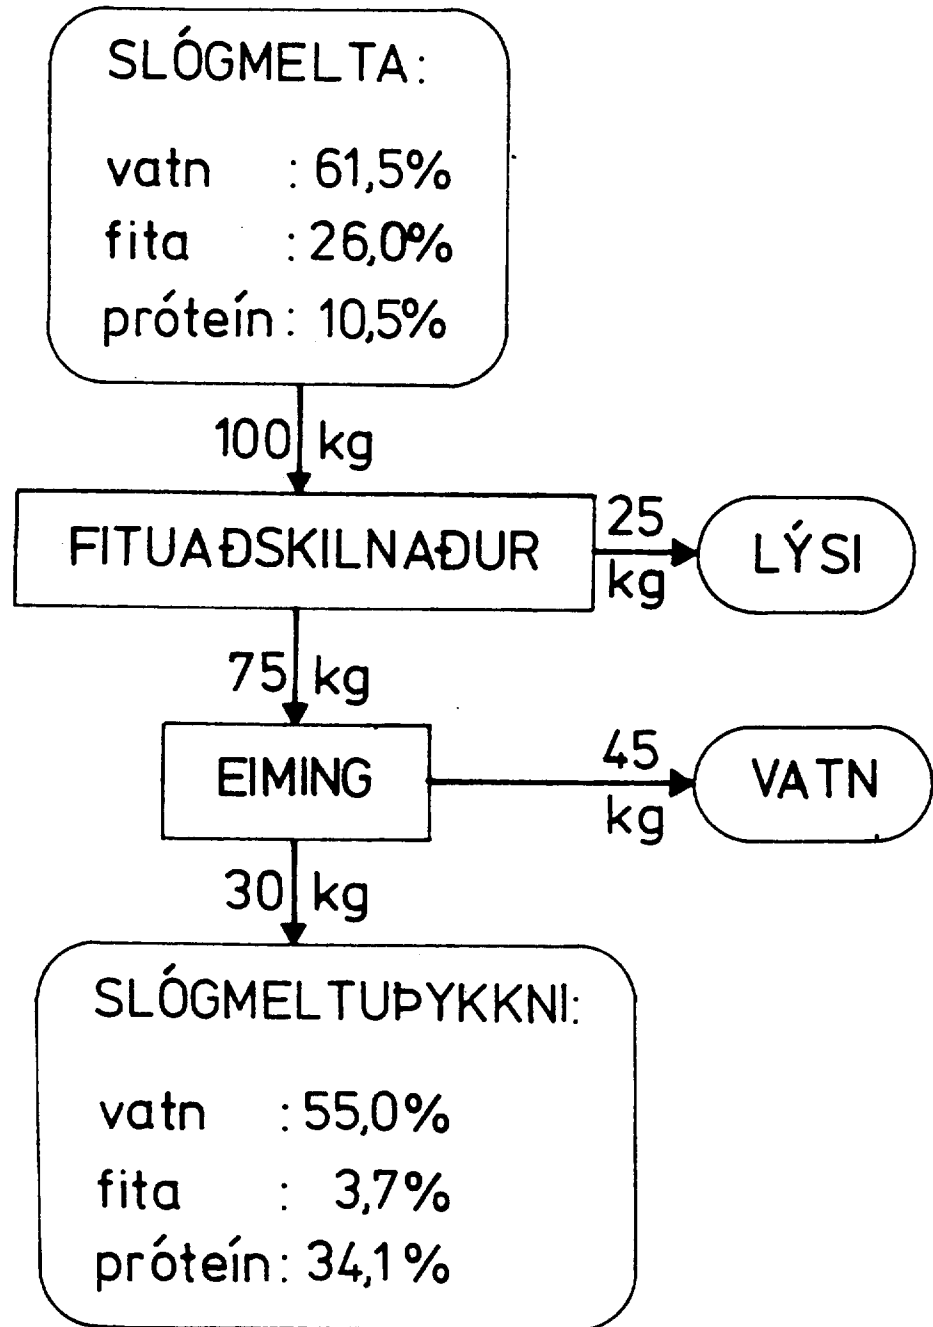 SLÓGMELTA:
vatn : 61,5%
fita : 26,0%
prótein : 10,5%
100 kg
FITUAÐSKILNAÐUR
25
kg
LÝSI
75 kg
EIMING
45
kg
VATN
30 kg
SLÓGMELTUÞYKKNI:
vatn : 55,0%
fita : 3,7%
próteín : 34,1%